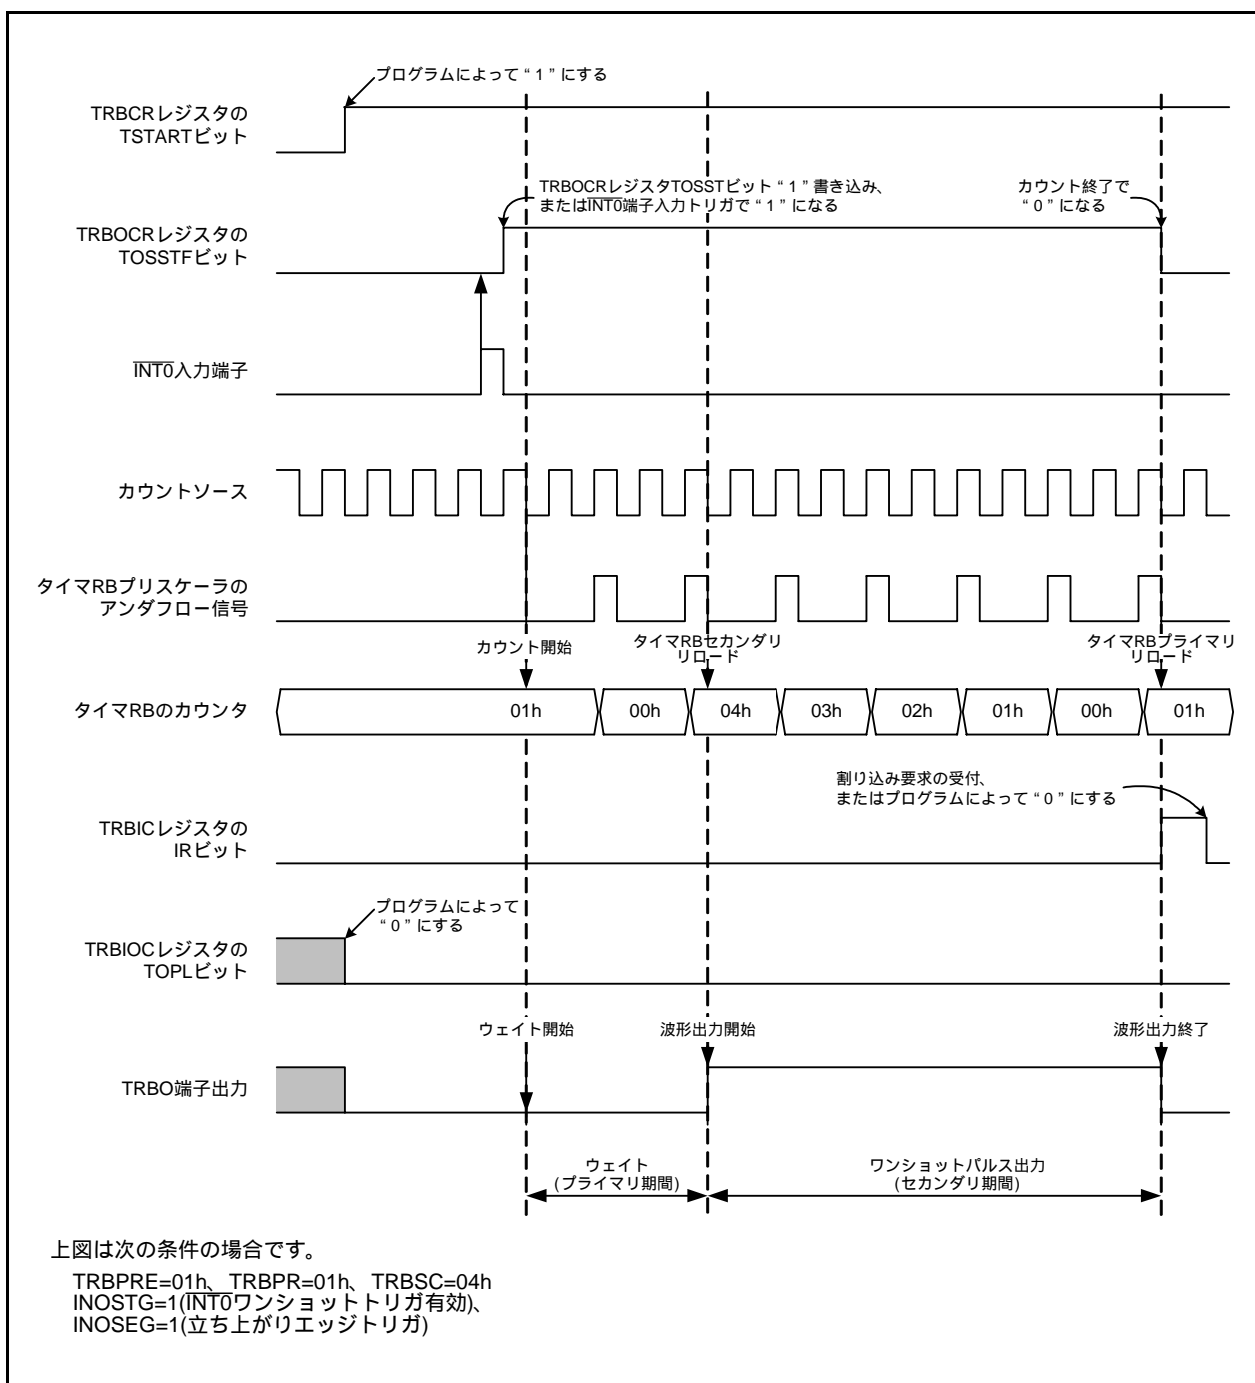 プログラムによって“1”にする
TRBCRレジスタの
TSTARTビット
TRBOCRレジスタTOSSTビット“1”書き込み、
またはINT0端子入力トリガで“1”になる
カウント終了で
“0”になる
TRBOCRレジスタの
TOSSTFビット
INT0入力端子
カウントソース
タイマRBプリスケーラの
アンダフロー信号
カウント開始
タイマRBセカンダリ
リロード
タイマRBプライマリ
リロード
タイマRBのカウンタ
01h 00h 04h 03h 02h 01h 00h 01h
割り込み要求の受付、
またはプログラムによって“0”にする
TRBICレジスタの
IRビット
プログラムによって
“0”にする
TRBIOCレジスタの
TOPLビット
ウェイト開始 波形出力開始 波形出力終了
TRBO端子出力
ウェイト
(プライマリ期間)
ワンショットパルス出力
(セカンダリ期間)
上図は次の条件の場合です。
TRBPRE=01h、TRBPR=01h、TRBSC=04h
INOSTG=1(INT0ワンショットトリガ有効)、
INOSEG=1(立ち上がりエッジトリガ)